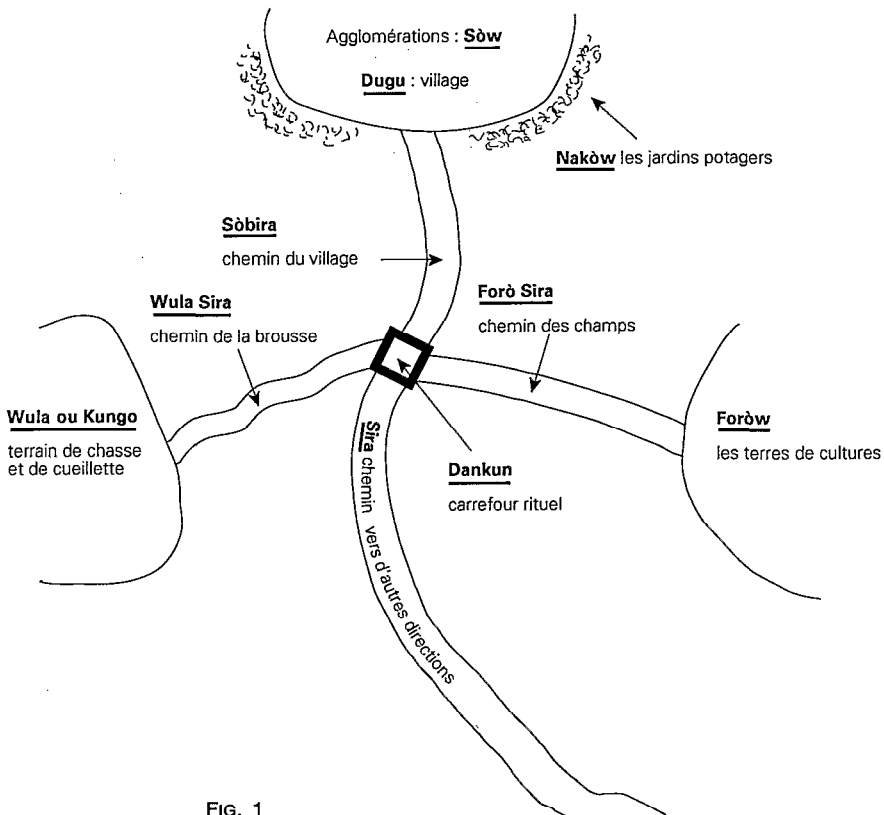 Agglomérations : Sòw
Dugu : village
Nakòw les jardins potagers
Sòbira
chemin du village
Wula Sira
chemin de la brousse
Forò Sira
chemin des champs
Wula ou Kungo
terrain de chasse
et de cueillette
Foròw
les terres de cultures
Dankun
carrefour rituel
Sira chemin vers d'autres directions
FIG. 1